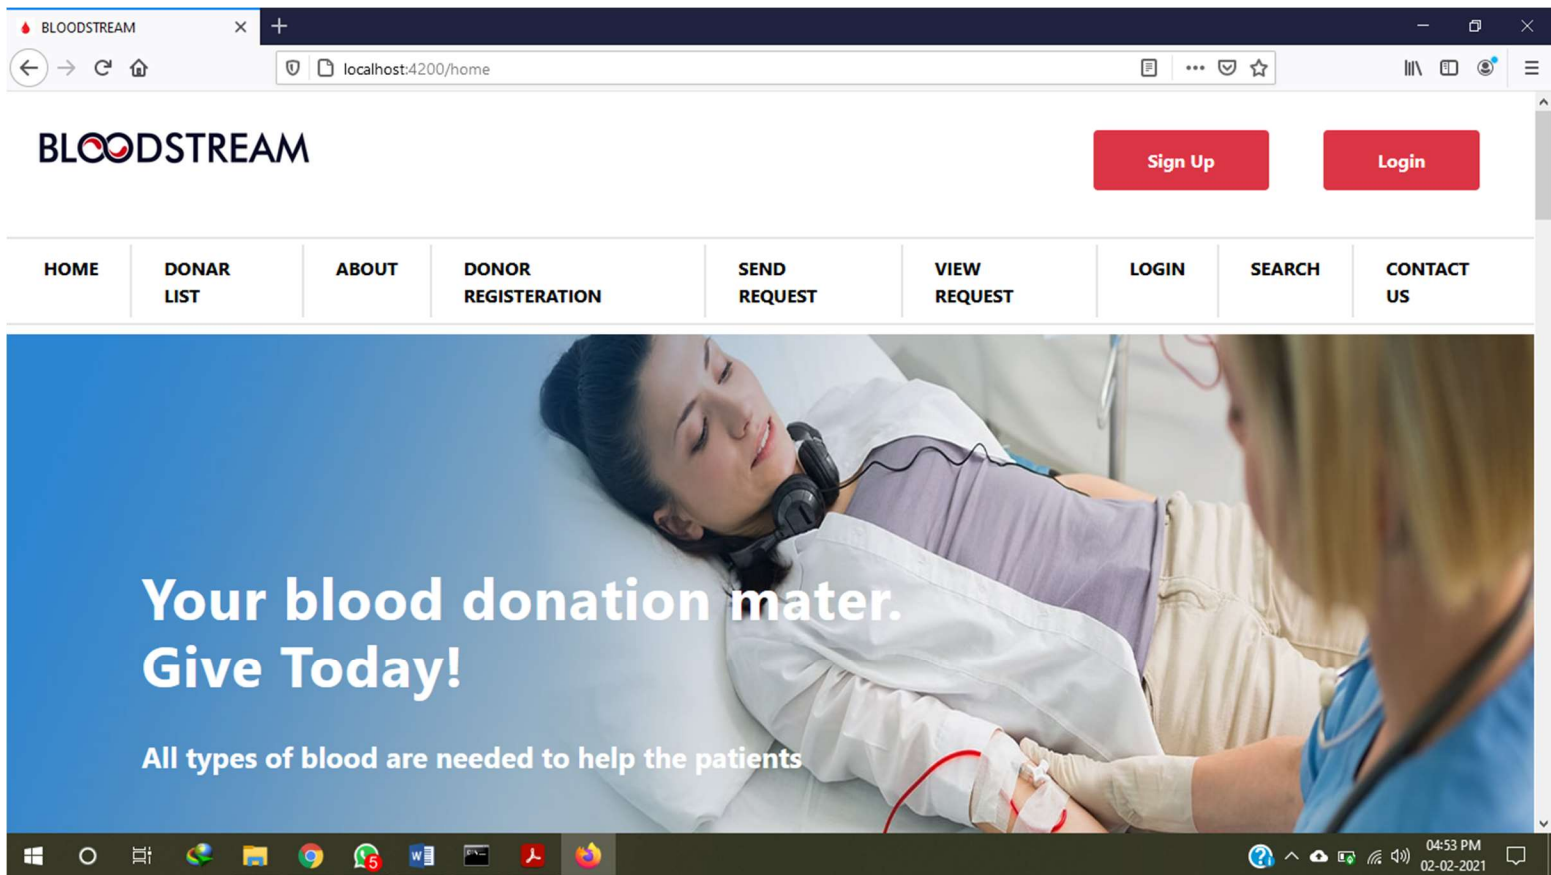 BLOODSTREAM
localhost:4200/home
BLOODSTREAM
Sign Up
Login
HOME
DONAR
LIST
ABOUT
DONOR
REGISTERATION
SEND
REQUEST
VIEW
REQUEST
LOGIN
SEARCH
CONTACT
US
Your blood donation mater.
Give Today!
All types of blood are needed to help the patients
5
04:53 PM
02-02-2021